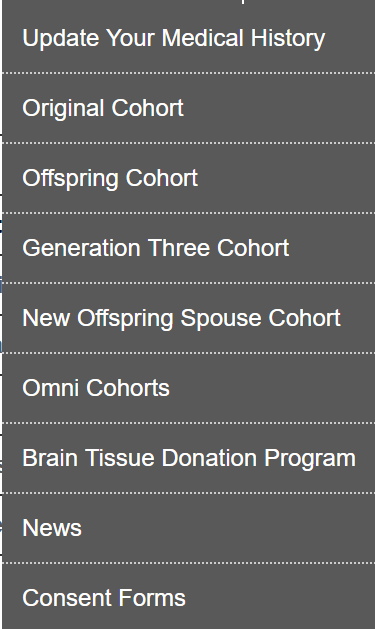 Update Your Medical History
Original Cohort
Offspring Cohort
Generation Three Cohort
New Offspring Spouse Cohort
Omni Cohorts
Brain Tissue Donation Program
News
Consent Forms